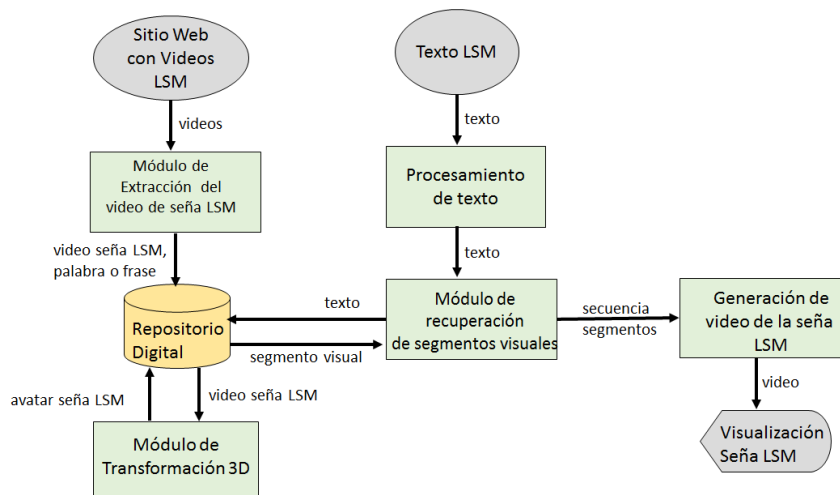 Sitio Web
con Videos
LSM
Texto LSM
videos
texto
Módulo de
Extracción del
video de seña LSM
Procesamiento
de texto
video seña LSM,
palabra o frase
texto
Repositorio
Digital
texto
segmento visual
Módulo de
recuperación
de segmentos visuales
secuencia
segmentos
Generación de
video de la seña
LSM
avatar seña LSM
video seña LSM
video
Módulo de
Transformación 3D
Visualización
Seña LSM